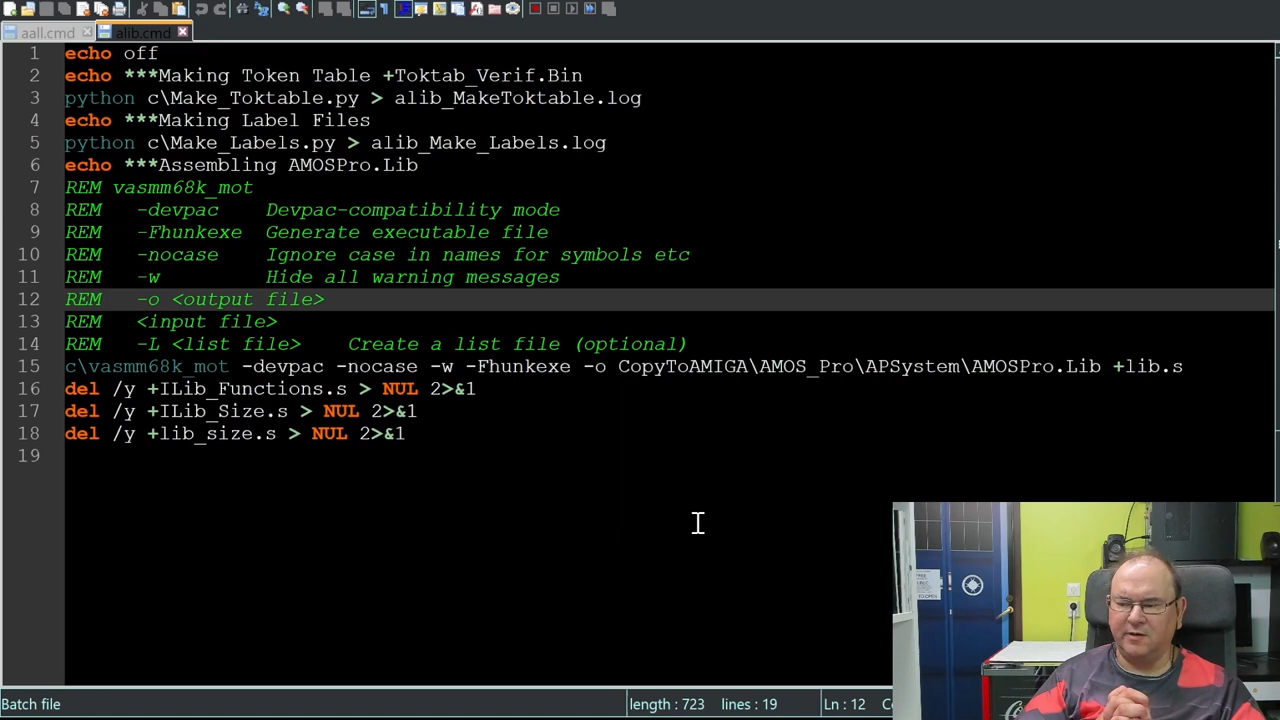 aall.cmd alib.cmd
1 echo off
2 echo ***Making Token Table +Toktab_Verif.Bin
3 python c\Make_Toktable.py > alib_MakeToktable.log
4 echo ***Making Label Files
5 python c\Make_Labels.py > alib_Make_Labels.log
6 echo ***Assembling AMOSPro.Lib
7 REM vasmm68k_mot
8 REM -devpac Devpac-compatibility mode
9 REM -Fhunkexe Generate executable file
10 REM -nocase Ignore case in names for symbols etc
11 REM -w Hide all warning messages
12 REM -o <output file>
13 REM <input file>
14 REM -L <list file> Create a list file (optional)
15 c\vasmm68k_mot -devpac -nocase -w -Fhunkexe -o CopyToAMIGA\AMOS_Pro\APSystem\AMOSPro.Lib +lib.s
16 del /y +ILib_Functions.s > NUL 2>&1
17 del /y +ILib_Size.s > NUL 2>&1
18 del /y +lib_size.s > NUL 2>&1
19
Batch file length : 723 lines : 19 Ln : 12